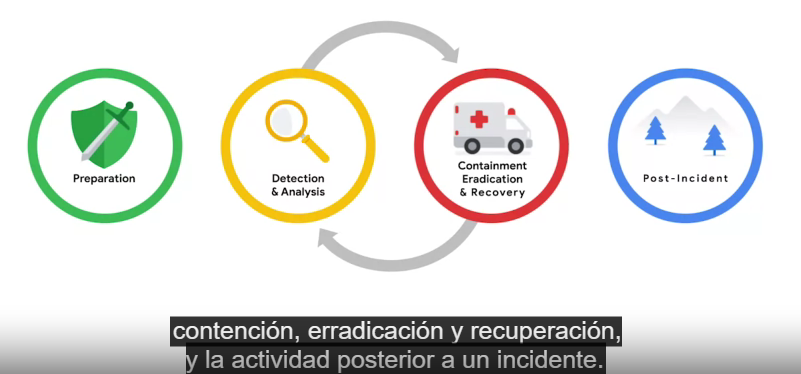 Preparation
Detection
& Analysis
Containment
Eradication
& Recovery
Post-Incident
contención, erradicación y recuperación,
y la actividad posterior a un incidente.